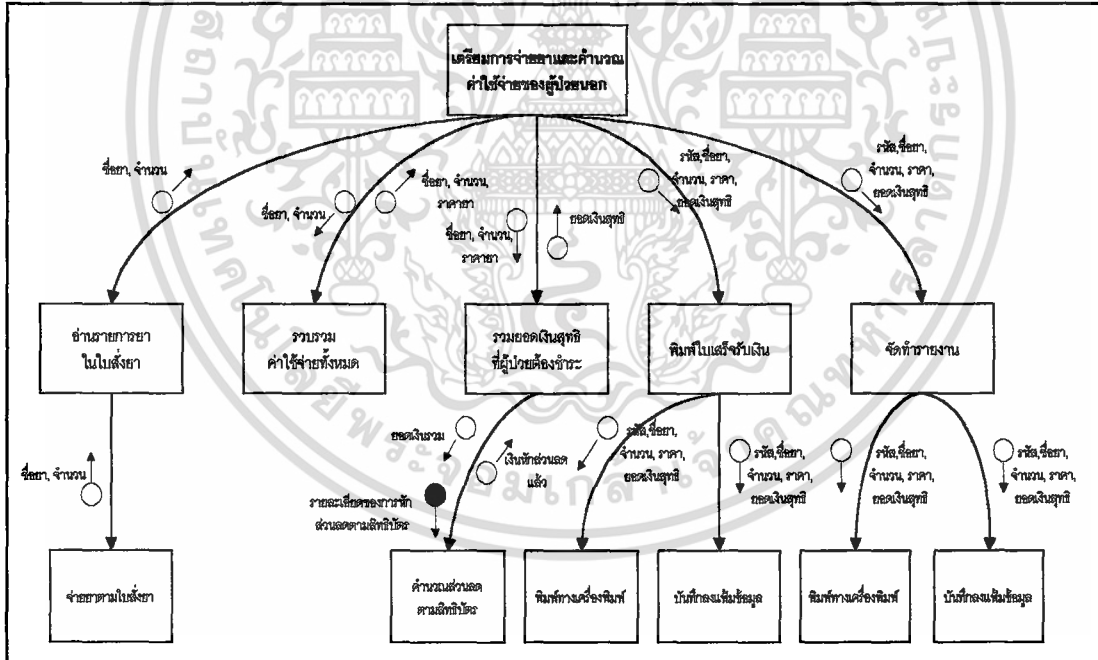 เตรียมการจ่ายยาและคำนวณ
ค่าใช้จ่ายของผู้ป่วยนอก
ชื่อยา, จำนวน
ชื่อยา, จำนวน
ชื่อยา, จำนวน,
ราคายา
ชื่อยา, จำนวน,
ราคายา
ยอดเงินสุทธิ
รหัส,ชื่อยา,
จำนวน, ราคา,
ยอดเงินสุทธิ
รหัส,ชื่อยา,
จำนวน, ราคา,
ยอดเงินสุทธิ
อ่านรายการยา
ในใบสั่งยา
รวบรวม
ค่าใช้จ่ายทั้งหมด
รวมยอดเงินสุทธิ
ที่ผู้ป่วยต้องชำระ
พิมพ์ใบเสร็จรับเงิน
จัดทำรายงาน
ชื่อยา, จำนวน
ยอดเงินรวม
เงินหักส่วนลด
แล้ว
รายละเอียดของการหัก
ส่วนลดตามสิทธิบัตร
รหัส,ชื่อยา,
จำนวน, ราคา,
ยอดเงินสุทธิ
รหัส,ชื่อยา,
จำนวน, ราคา,
ยอดเงินสุทธิ
รหัส,ชื่อยา,
จำนวน, ราคา,
ยอดเงินสุทธิ
รหัส,ชื่อยา,
จำนวน, ราคา,
ยอดเงินสุทธิ
จ่ายยาตามใบสั่งยา
คำนวณส่วนลด
ตามสิทธิบัตร
พิมพ์ทางเครื่องพิมพ์
บันทึกลงแฟ้มข้อมูล
พิมพ์ทางเครื่องพิมพ์
บันทึกลงแฟ้มข้อมูล